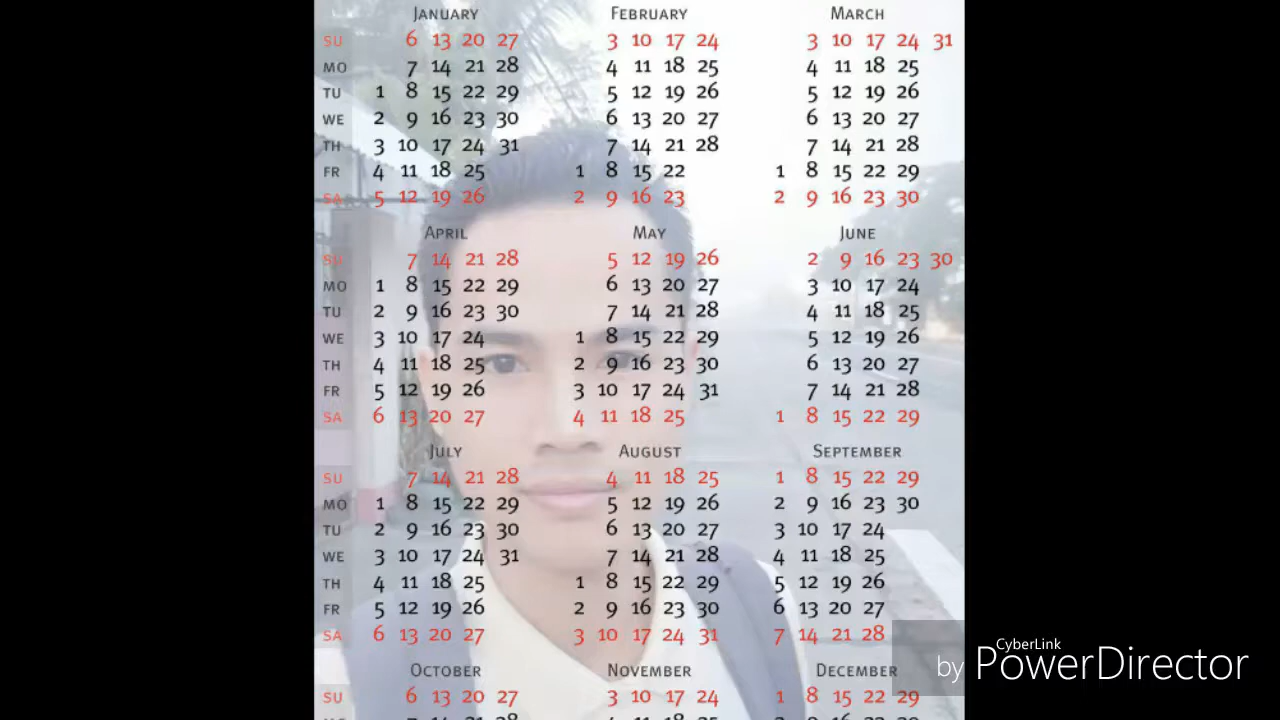 JANUARY FEBRUARY MARCH
SU 6 13 20 27 3 10 17 24 3 10 17 24 31
MO 7 14 21 28 4 11 18 25 4 11 18 25
TU 1 8 15 22 29 5 12 19 26 5 12 19 26
WE 2 9 16 23 30 6 13 20 27 6 13 20 27
TH 3 10 17 24 31 7 14 21 28 7 14 21 28
FR 4 11 18 25 1 8 15 22 1 8 15 22 29
SA 5 12 19 26 2 9 16 23 2 9 16 23 30
APRIL MAY JUNE
SU 7 14 21 28 5 12 19 26 2 9 16 23 30
MO 1 8 15 22 29 6 13 20 27 3 10 17 24
TU 2 9 16 23 30 7 14 21 28 4 11 18 25
WE 3 10 17 24 1 8 15 22 29 5 12 19 26
TH 4 11 18 25 2 9 16 23 30 6 13 20 27
FR 5 12 19 26 3 10 17 24 31 7 14 21 28
SA 6 13 20 27 4 11 18 25 1 8 15 22 29
JULY AUGUST SEPTEMBER
SU 7 14 21 28 4 11 18 25 1 8 15 22 29
MO 1 8 15 22 29 5 12 19 26 2 9 16 23 30
TU 2 9 16 23 30 6 13 20 27 3 10 17 24
WE 3 10 17 24 31 7 14 21 28 4 11 18 25
TH 4 11 18 25 1 8 15 22 29 5 12 19 26
FR 5 12 19 26 2 9 16 23 30 6 13 20 27
SA 6 13 20 27 3 10 17 24 31 7 14 21 28
OCTOBER NOVEMBER DECEMBER
SU 6 13 20 27 3 10 17 24 1 8 15 22 29
CyberLink
by PowerDirector